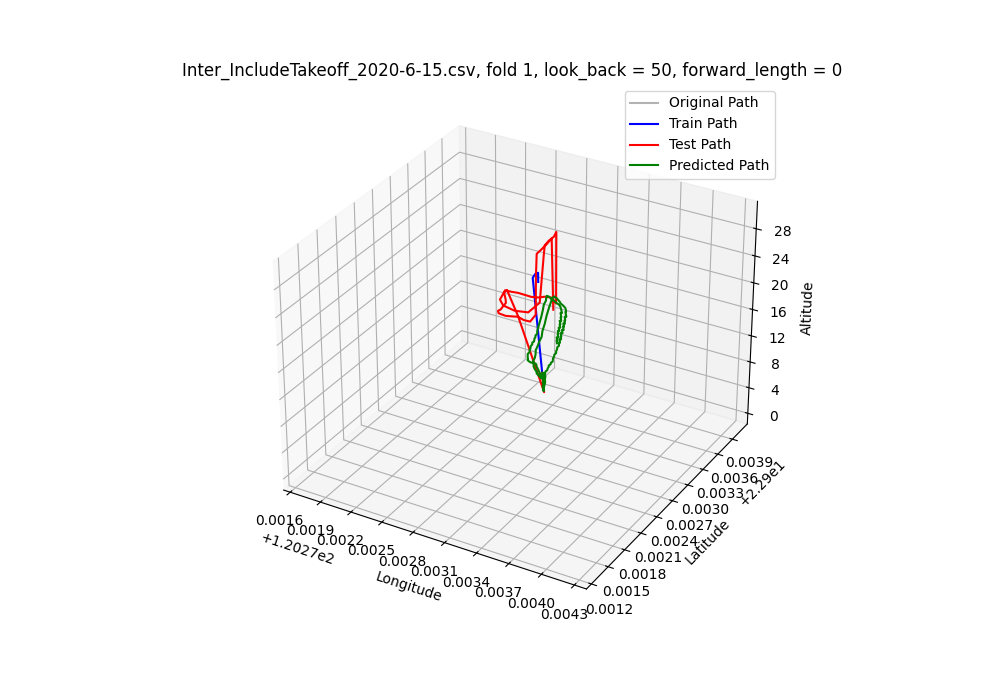 Inter_IncludeTakeoff_2020-6-15.csv, fold 1, look_back = 50, forward_length = 0
Original Path
Train Path
Test Path
Predicted Path
28
24
20
16
12
8
4
0
Altitude
0.0039
0.0036
0.0033
0.0030
0.0027
0.0024
0.0021
0.0018
0.0015
0.0012
+2.29e1
Latitude
0.0016
0.0019
0.0022
0.0025
0.0028
0.0031
0.0034
0.0037
0.0040
0.0043
+1.2027e2
Longitude